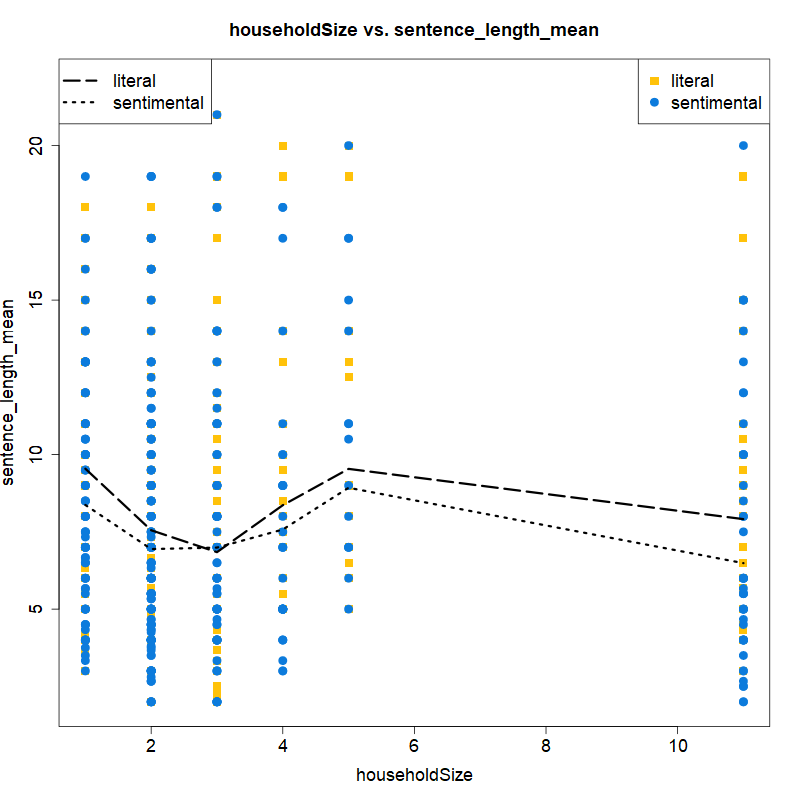 householdSize vs. sentence_length_mean
literal
sentimental
literal
sentimental
20
15
10
5
sentence_length_mean
2
4
6
8
10
householdSize